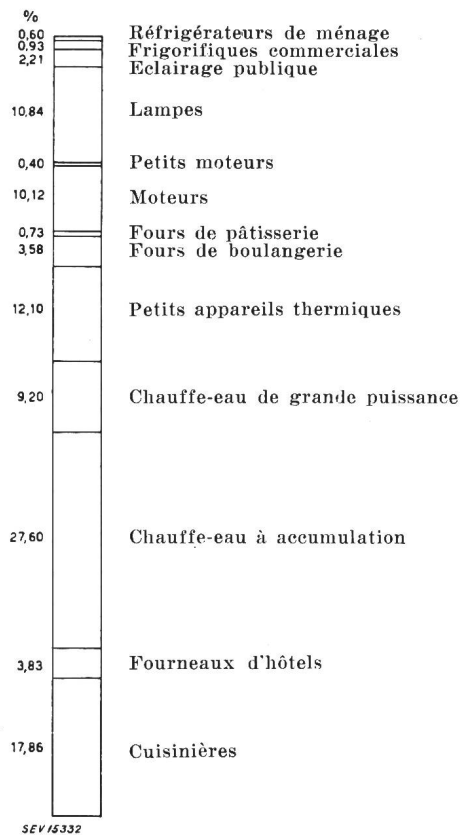 %
0,60 Réfrigérateurs de ménage
0,93 Frigorifiques commerciales
2,21 Eclairage publique
10,84 Lampes
0,40 Petits moteurs
10,12 Moteurs
0,73 Fours de pâtisserie
3,58 Fours de boulangerie
12,10 Petits appareils thermiques
9,20 Chauffe-eau de grande puissance
27,60 Chauffe-eau à accumulation
3,83 Fourneaux d'hôtels
17,86 Cuisinières
SEV 15332